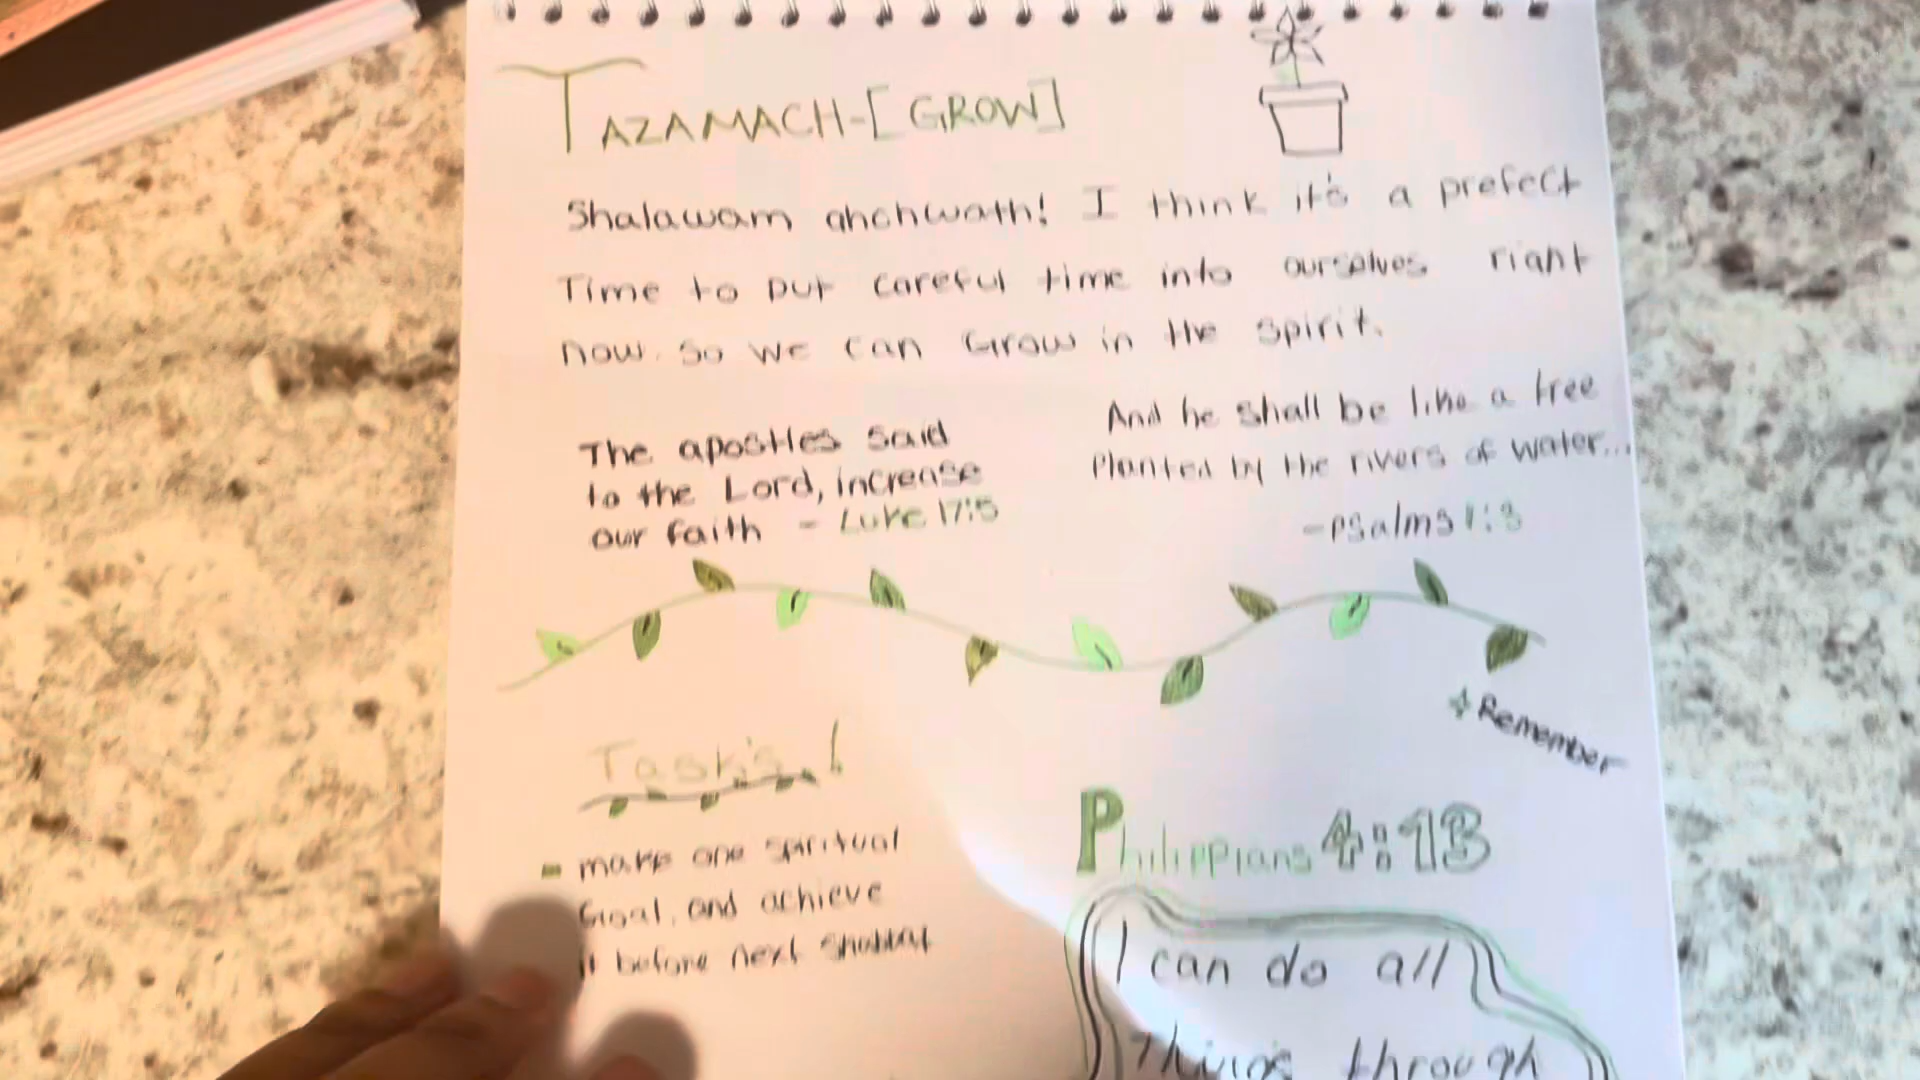 TAZAMACH-[GROW]
Shalawam ahchwath! I think it's a prefect
Time to put careful time into ourselves right
now. so we can Grow in the spirit.
The apostles said
to the Lord, increase
our faith - Luke 17:5
And he shall be like a tree
planted by the rivers of water...
-psalms 1:3
Remember
Task's!
- make one spiritual
Goal, and achieve
it before next shabbat
Philippians 4:13
I can do all
Things through